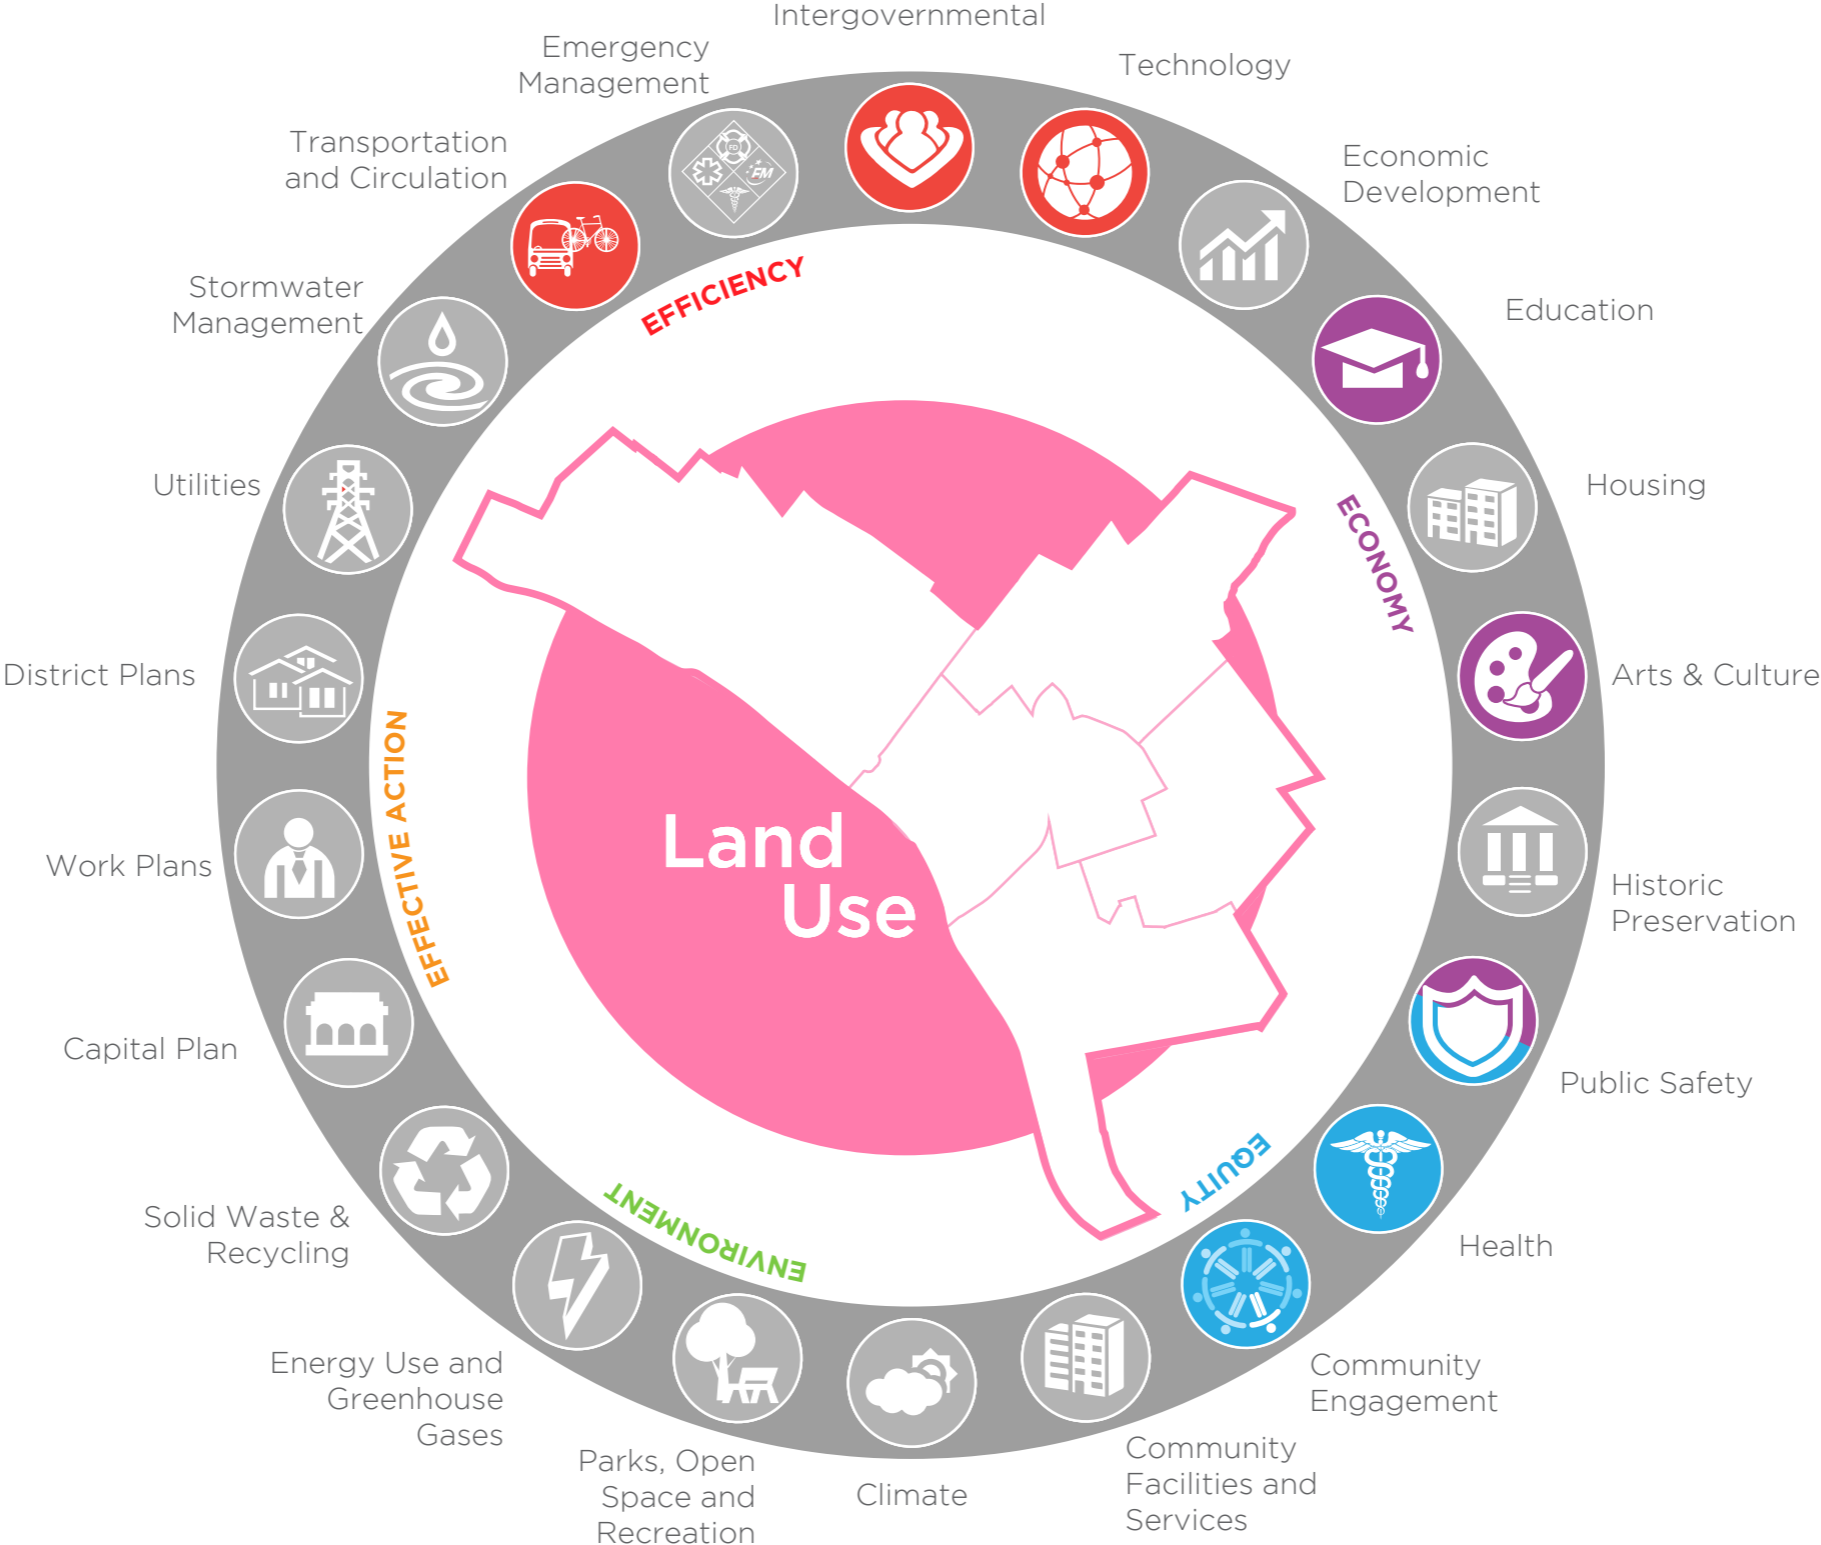 Intergovernmental
Technology
Economic
Development
Education
Housing
Arts & Culture
Historic
Preservation
Public Safety
Health
Community
Engagement
Community
Facilities and
Services
Climate
Parks, Open
Space and
Recreation
Energy Use and
Greenhouse
Gases
Solid Waste &
Recycling
Capital Plan
Work Plans
District Plans
Utilities
Stormwater
Management
Transportation
and Circulation
Emergency
Management
FD
EM
EFFICIENCY
ECONOMY
EQUITY
ENVIRONMENT
EFFECTIVE ACTION
Land
Use